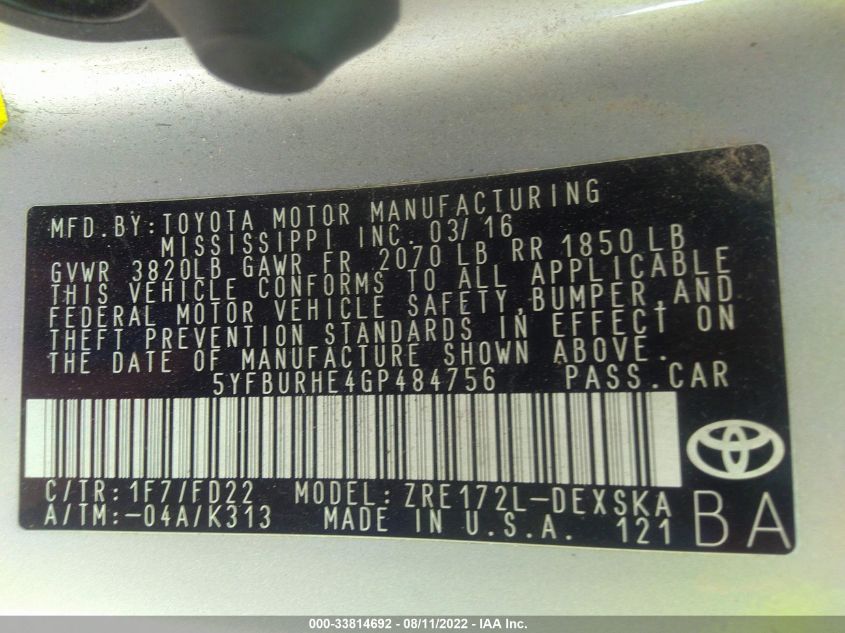 MFD.BY:TOYOTA MOTOR MANUFACTURING
MISSISSIPPI INC. 03/16
GVWR 3820LB GAWR FR 2070 LB RR 1850 LB
THIS VEHICLE CONFORMS TO ALL APPLICABLE
FEDERAL MOTOR VEHICLE SAFETY,BUMPER,AND
THEFT PREVENTION STANDARDS IN EFFECT ON
THE DATE OF MANUFACTURE SHOWN ABOVE.
5YFBURHE4GP484756 PASS.CAR
C/TR:1F7/FD22 MODEL:ZRE172L-DEXSKA
A/TM:-04A/K313 MADE IN U.S.A. 121
BA
000-33814692 - 08/11/2022 - IAA Inc.